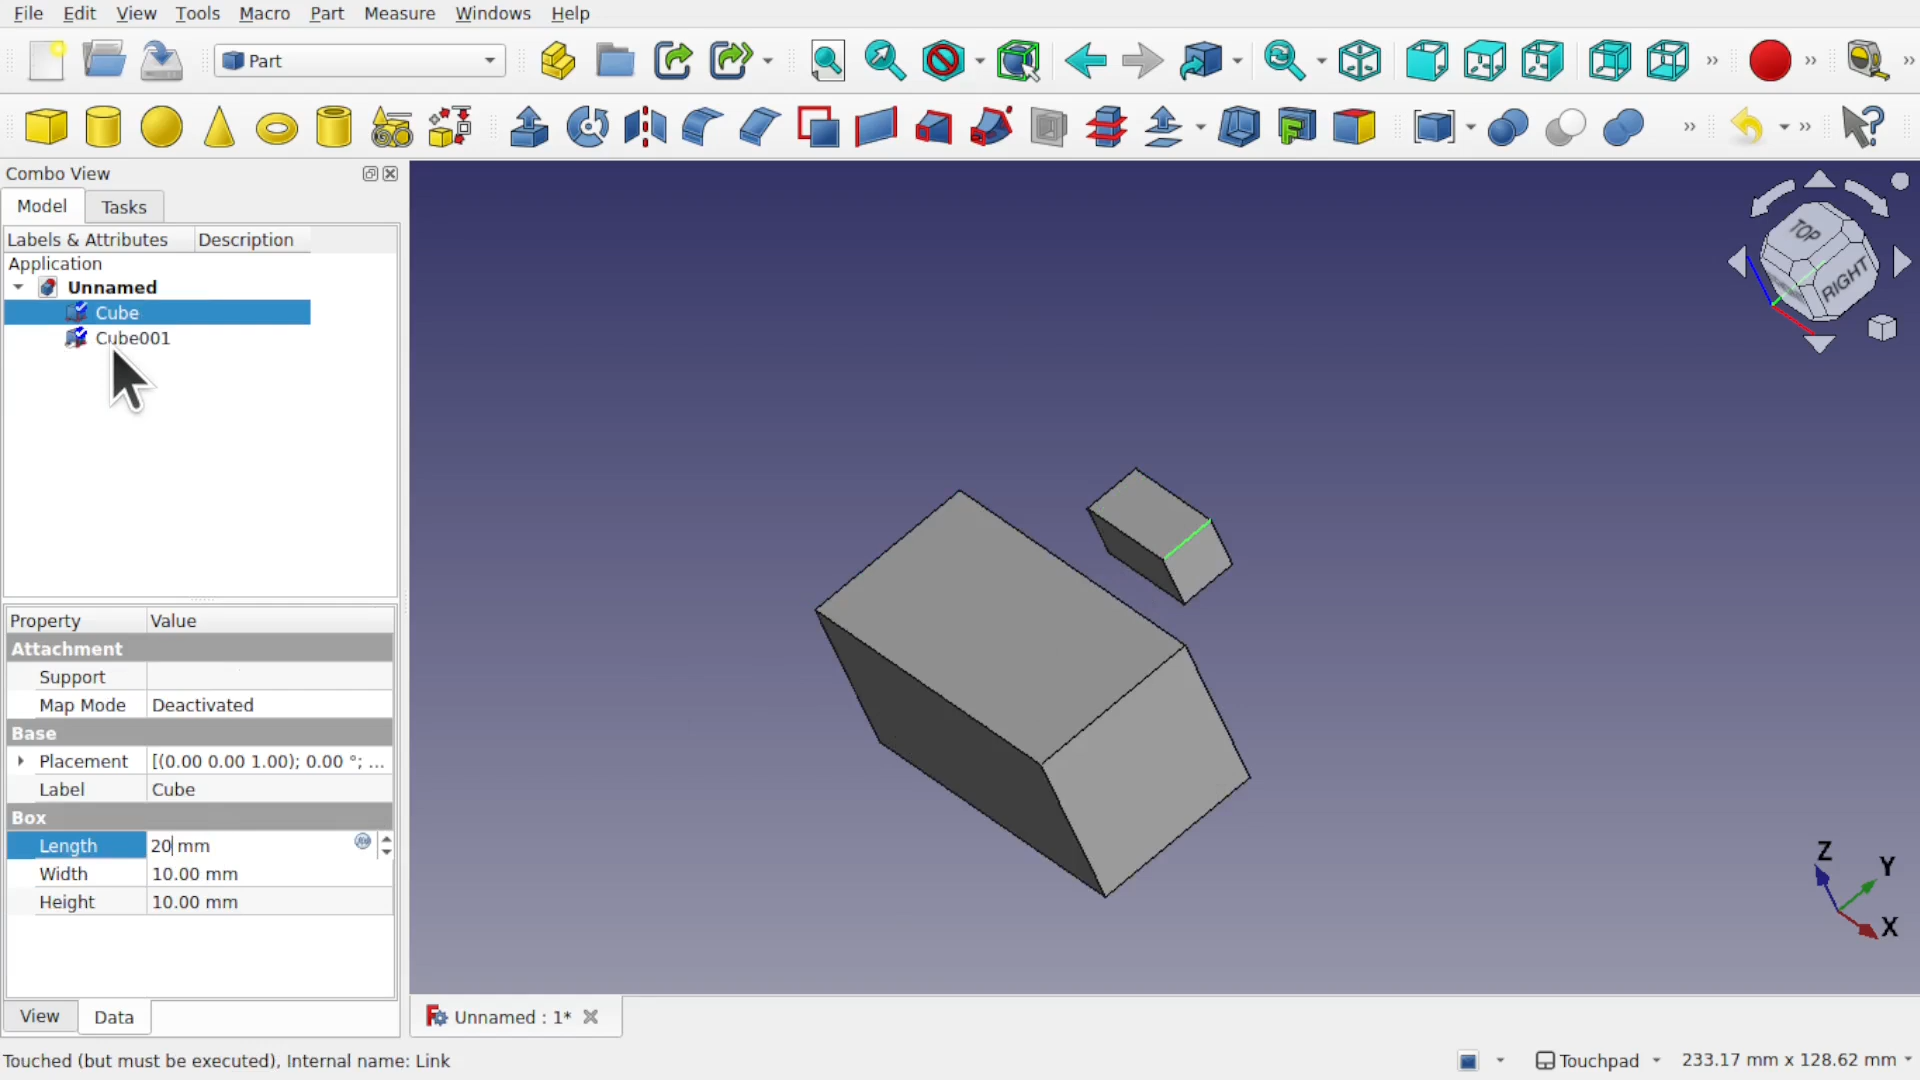 File Edit View Tools Macro Part Measure Windows Help
Part
Combo View
Model Tasks
Labels & Attributes Description
Application
Unnamed
Cube
Cube001
Property Value
Attachment
Support
Map Mode Deactivated
Base
Placement [(0.00 0.00 1.00); 0.00 °; ...
Label Cube
Box
Length 20 mm
Width 10.00 mm
Height 10.00 mm
View Data
TOP
RIGHT
Z
Y
X
Unnamed : 1*
Touched (but must be executed), Internal name: Link
Touchpad 233.17 mm x 128.62 mm